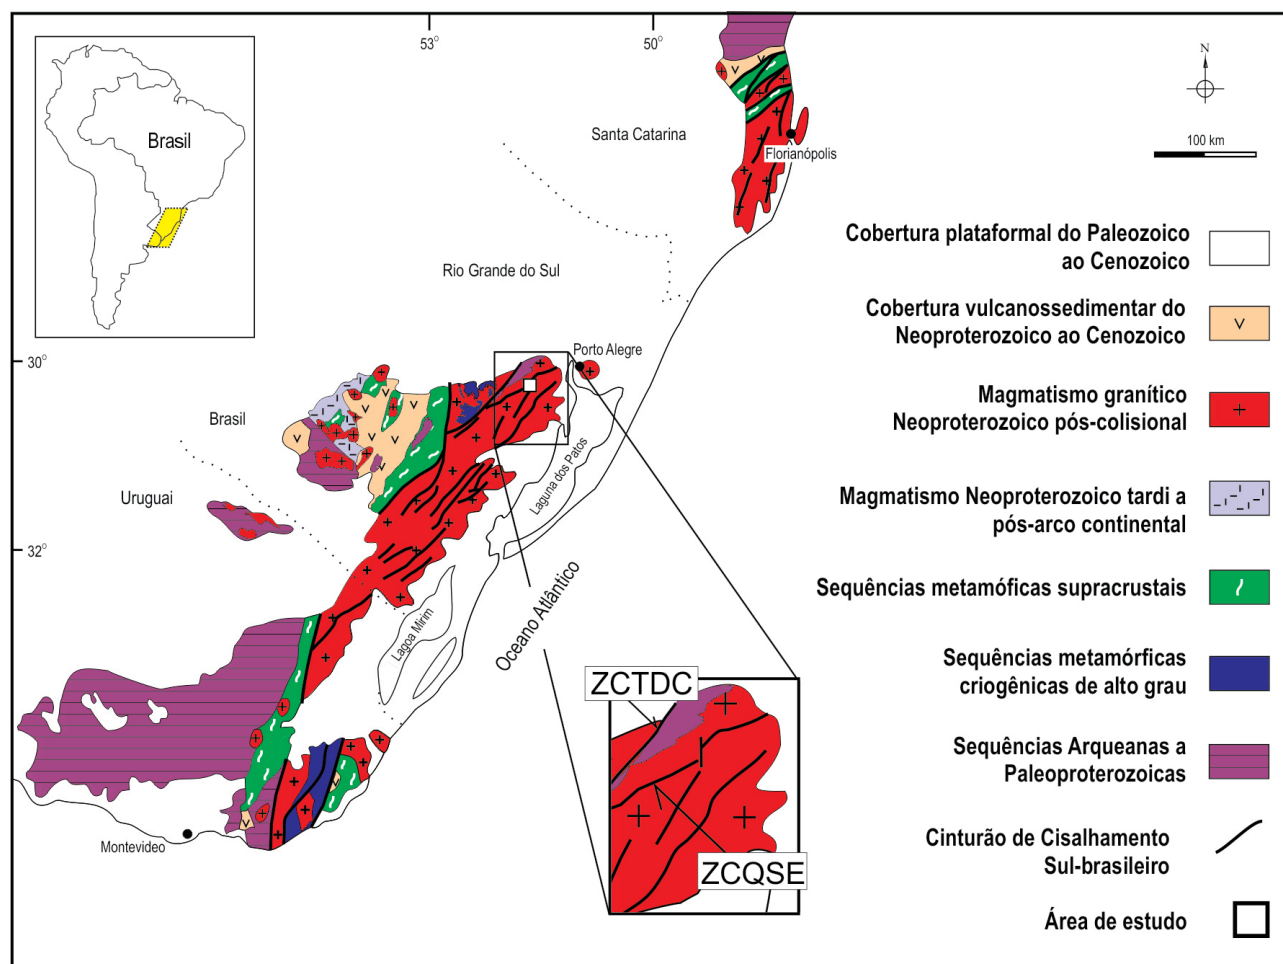 53°
50°
N
100 km
Brasil
Santa Catarina
Florianópolis
Rio Grande do Sul
30°
Porto Alegre
Brasil
Laguna dos Patos
Uruguai
32°
Lagoa Mirim
Oceano Atlântico
Montevideo
ZCTDC
ZCQSE
Cobertura plataformal do Paleozoico
ao Cenozoico
Cobertura vulcanossedimentar do
Neoproterozoico ao Cenozoico
Magmatismo granítico
Neoproterozoico pós-colisional
Magmatismo Neoproterozoico tardi a
pós-arco continental
Sequências metamóficas supracrustais
Sequências metamórficas
criogênicas de alto grau
Sequências Arqueanas a
Paleoproterozoicas
Cinturão de Cisalhamento
Sul-brasileiro
Área de estudo